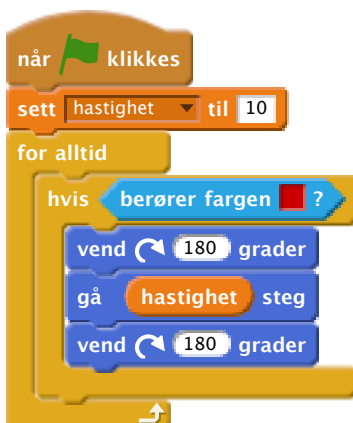 når klikkes
sett hastighet til 10
for alltid
hvis berører fargen ?
vend 180 grader
gå hastighet steg
vend 180 grader